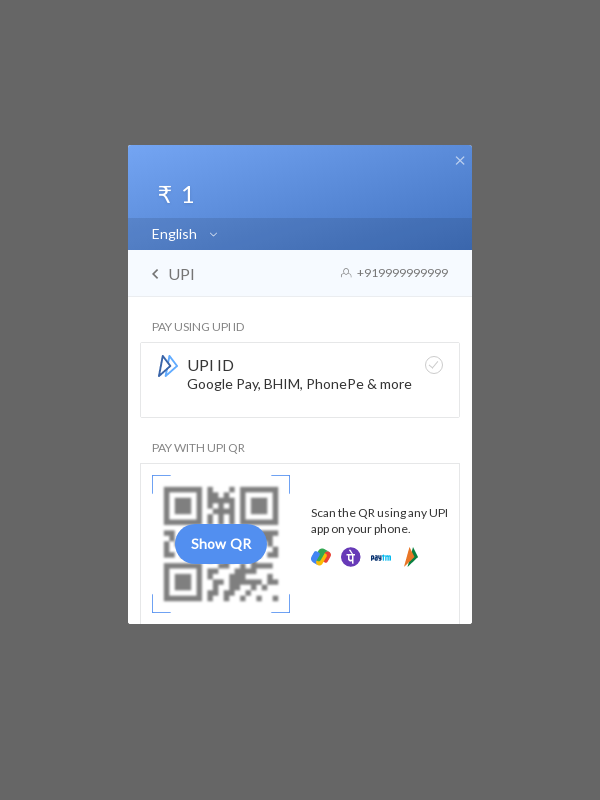 ₹ 1
English
UPI
+919999999999
PAY USING UPI ID
UPI ID
Google Pay, BHIM, PhonePe & more
PAY WITH UPI QR
Show QR
Scan the QR using any UPI
app on your phone.
पे
paytm